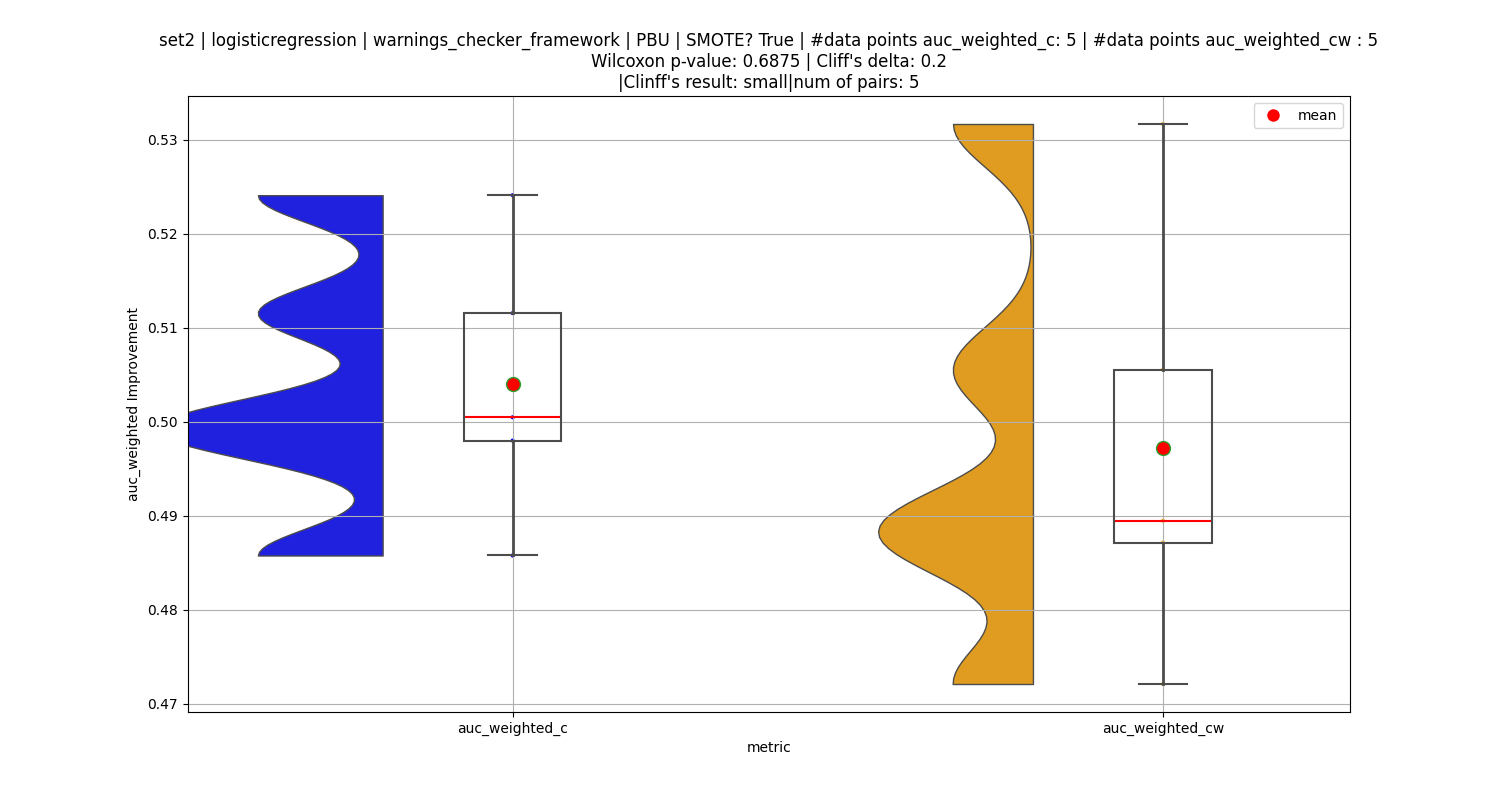 set2 | logisticregression | warnings_checker_framework | PBU | SMOTE? True | #data points auc_weighted_c: 5 | #data points auc_weighted_cw : 5
Wilcoxon p-value: 0.6875 | Cliff's delta: 0.2
|Clinff's result: small|num of pairs: 5
mean
0.53
0.52
0.51
0.50
0.49
0.48
0.47
auc_weighted Improvement
auc_weighted_c
auc_weighted_cw
metric